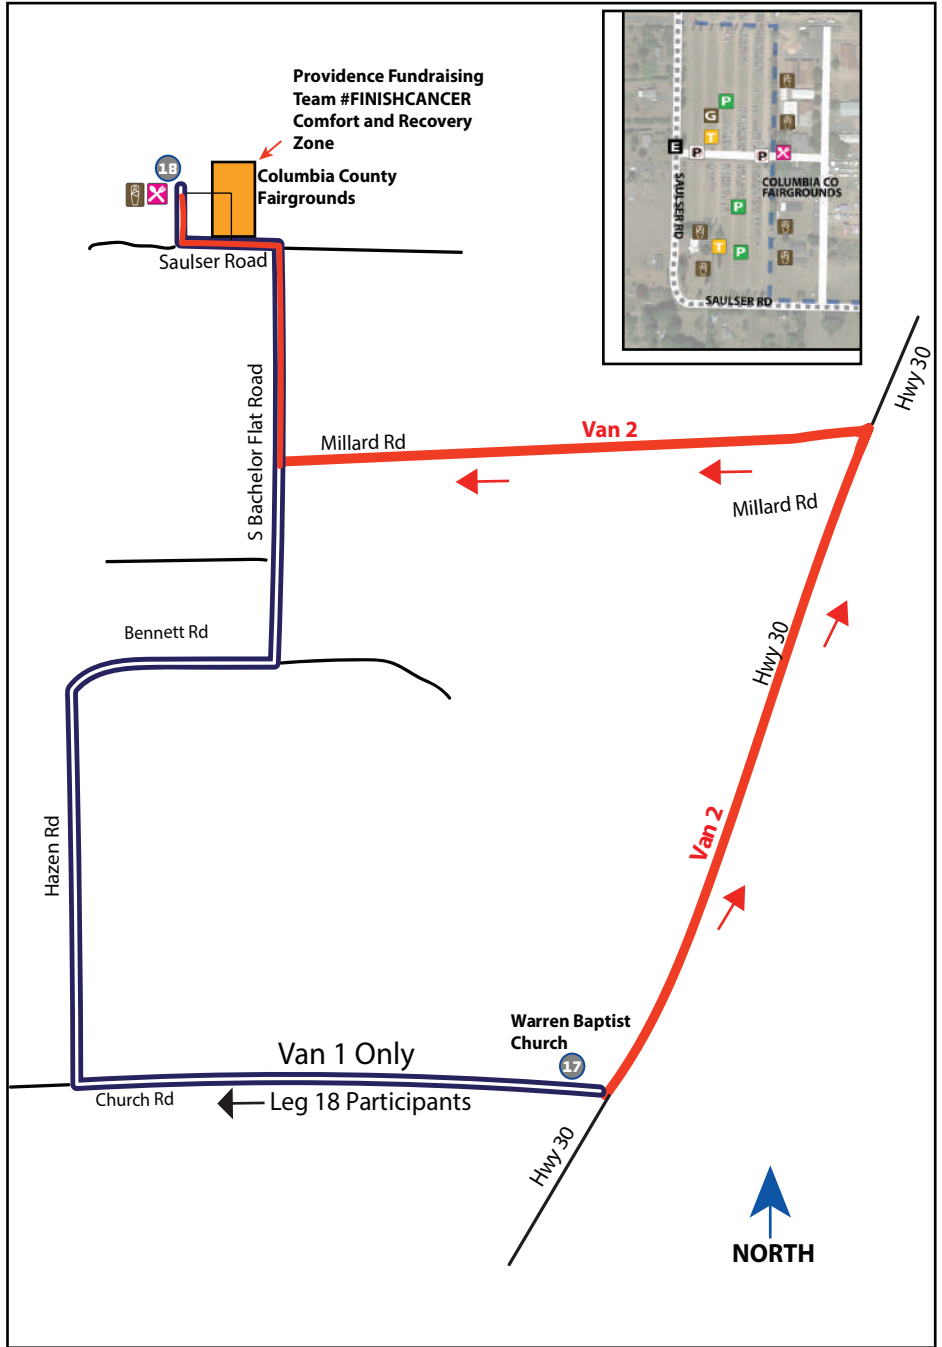 Providence Fundraising
Team #FINISHCANCER
Comfort and Recovery
Zone
18
Columbia County
Fairgrounds
Saulser Road
P
G
T
E
P
P
SAULSER RD
COLUMBIA CO
FAIRGROUNDS
P
T
P
SAULSER RD
Hwy 30
S Bachelor Flat Road
Millard Rd
Van 2
Millard Rd
Bennett Rd
Hwy 30
Van 2
Hazen Rd
Warren Baptist
Church
17
Van 1 Only
Church Rd
Leg 18 Participants
Hwy 30
NORTH